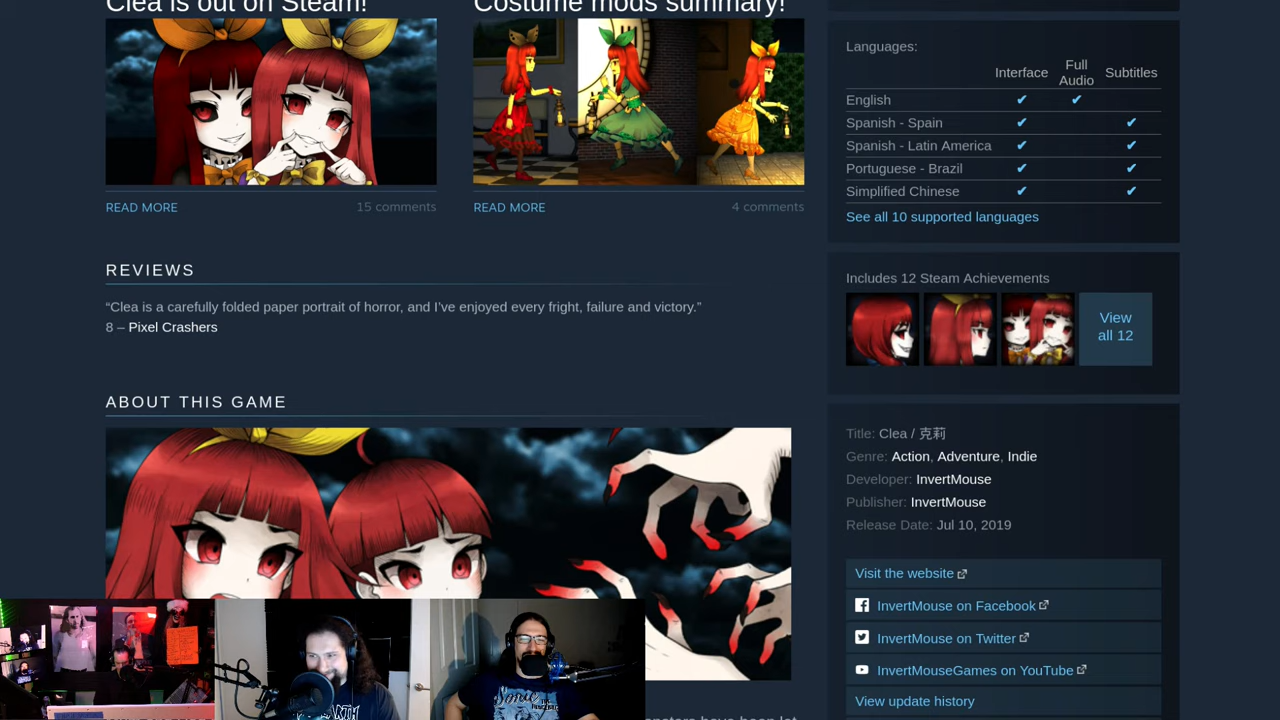 Clea is out on Steam!
Costume mods summary!
READ MORE
15 comments
READ MORE
4 comments
REVIEWS
“Clea is a carefully folded paper portrait of horror, and I’ve enjoyed every fright, failure and victory.”
8 – Pixel Crashers
ABOUT THIS GAME
Languages:
Interface Full Audio Subtitles
English ✔ ✔
Spanish - Spain ✔ ✔
Spanish - Latin America ✔ ✔
Portuguese - Brazil ✔ ✔
Simplified Chinese ✔ ✔
See all 10 supported languages
Includes 12 Steam Achievements
View
all 12
Title: Clea / 克莉
Genre: Action, Adventure, Indie
Developer: InvertMouse
Publisher: InvertMouse
Release Date: Jul 10, 2019
Visit the website
InvertMouse on Facebook
InvertMouse on Twitter
InvertMouseGames on YouTube
View update history